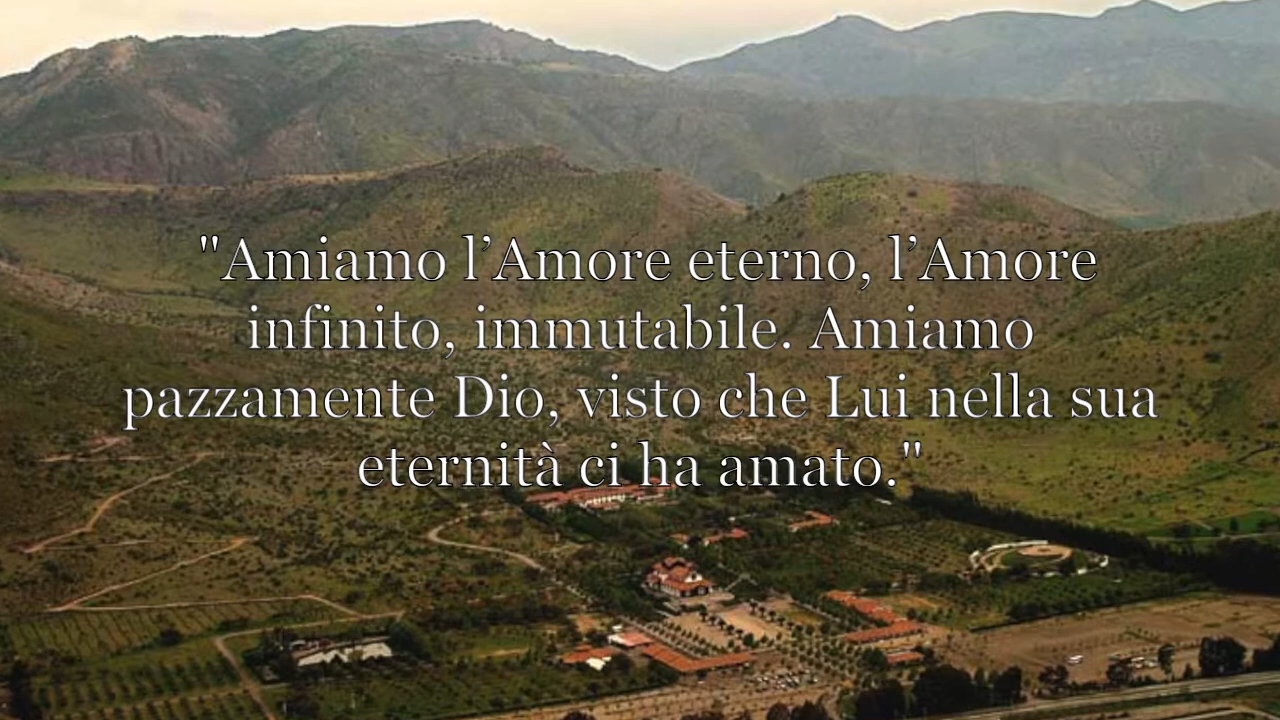 "Amiamo l’Amore eterno, l’Amore
infinito, immutabile. Amiamo
pazzamente Dio, visto che Lui nella sua
eternità ci ha amato."